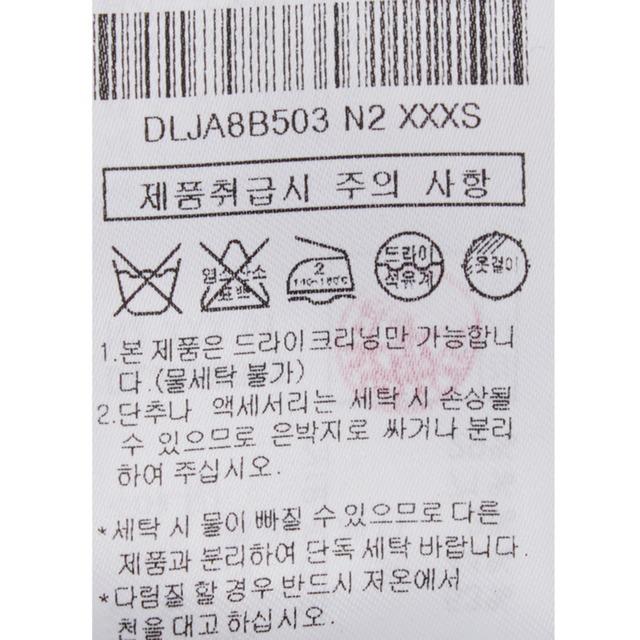 DLJA8B503 N2 XXXS
제품취급시 주의 사항
염소산소
표백
2
140~160℃
드라이
석유계
옷걸이
1.본 제품은 드라이크리닝만 가능합니
다.(물세탁 불가)
2.단추나 액세서리는 세탁 시 손상될
수 있으므로 은박지로 싸거나 분리
하여 주십시오.
*세탁 시 물이 빠질 수 있으므로 다른
제품과 분리하여 단독 세탁 바랍니다.
*다림질 할 경우 반드시 저온에서
천을 대고 하십시오.